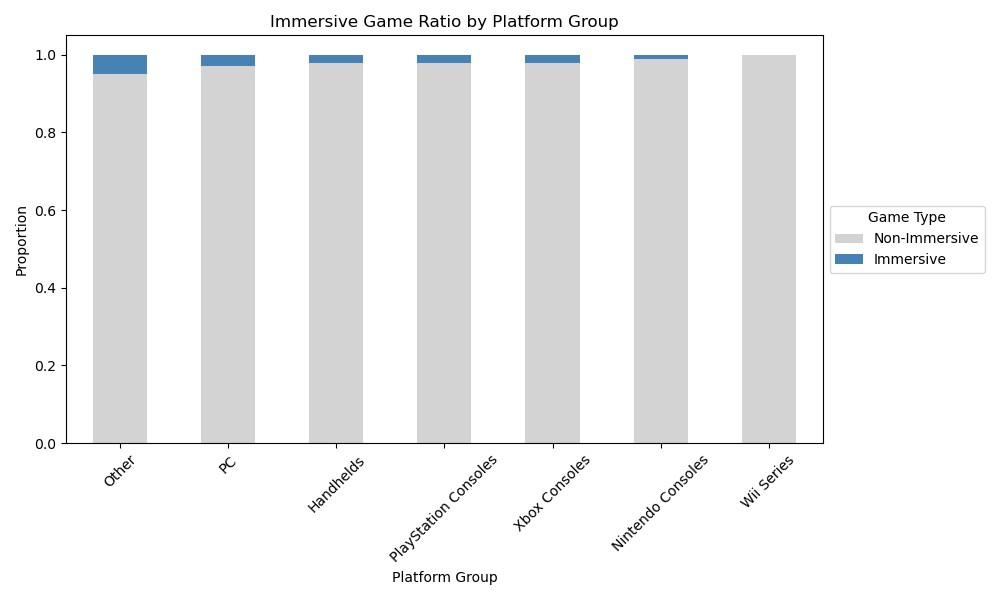 Immersive Game Ratio by Platform Group
Proportion
1.0
0.8
0.6
0.4
0.2
0.0
Other
PC
Handhelds
PlayStation Consoles
Xbox Consoles
Nintendo Consoles
Wii Series
Platform Group
Game Type
Non-Immersive
Immersive